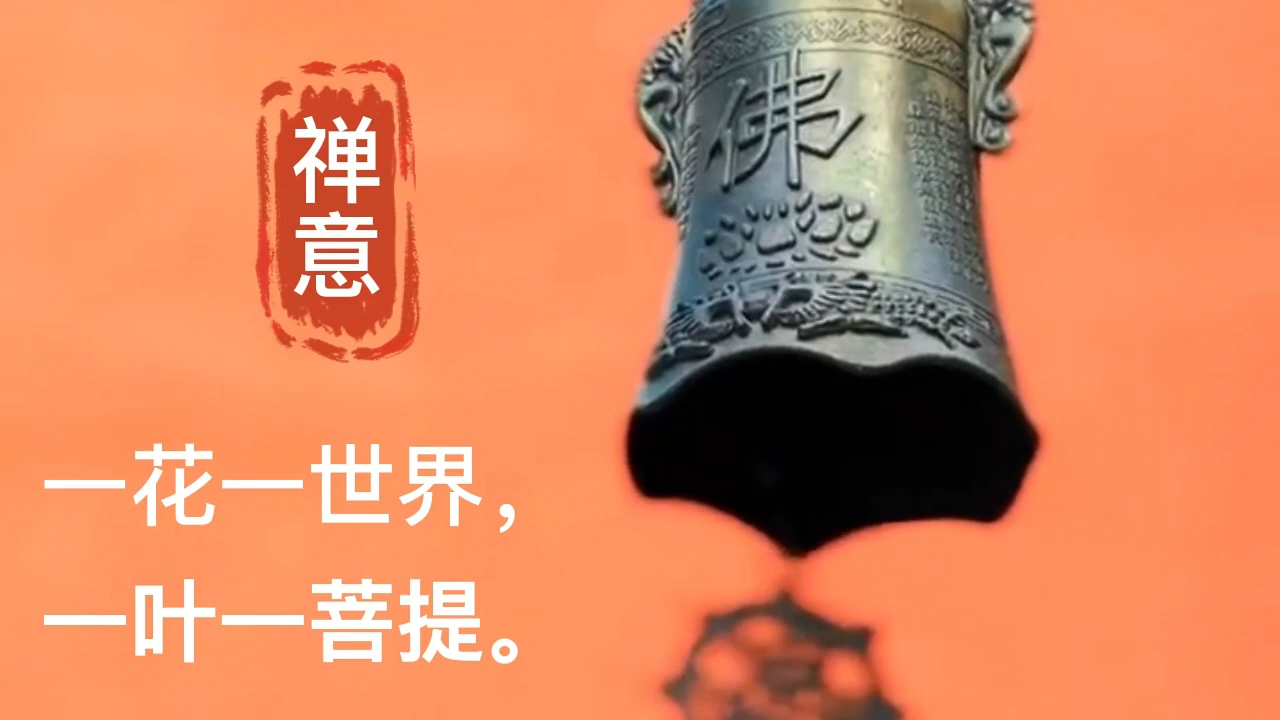 禅意
佛
一花一世界，
一叶一菩提。